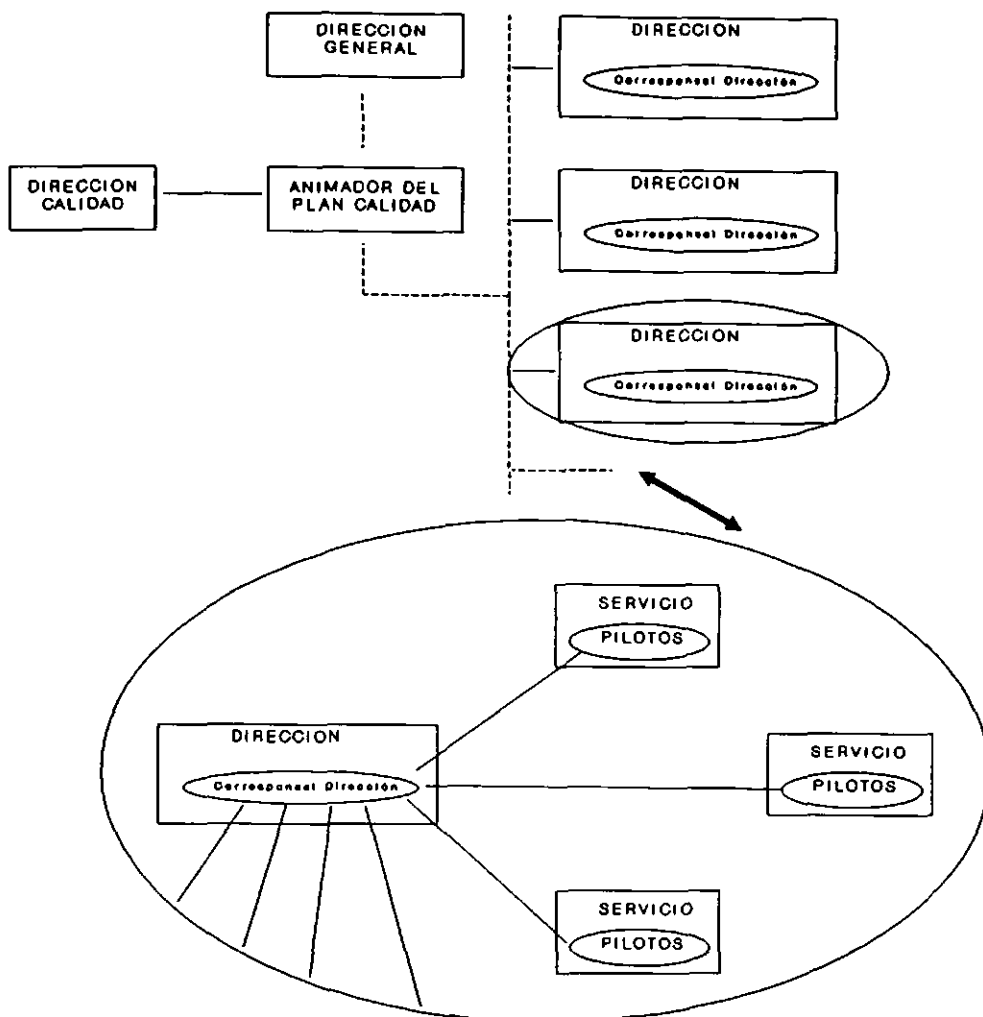 DIRECCION
GENERAL
DIRECCION
Corresponsal Dirección
DIRECCION
CALIDAD
ANIMADOR DEL
PLAN CALIDAD
DIRECCION
Corresponsal Dirección
DIRECCION
Corresponsal Dirección
SERVICIO
PILOTOS
DIRECCION
Corresponsal Dirección
SERVICIO
PILOTOS
SERVICIO
PILOTOS